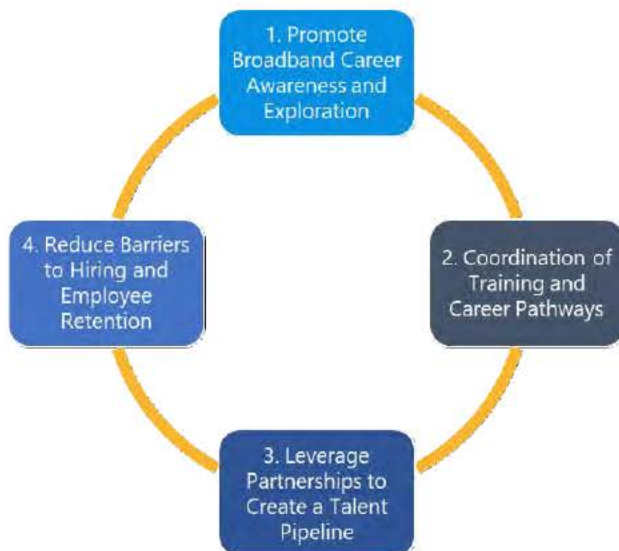 1. Promote
Broadband Career
Awareness and
Exploration
2. Coordination of
Training and
Career Pathways
3. Leverage
Partnerships to
Create a Talent
Pipeline
4. Reduce Barriers
to Hiring and
Employee
Retention